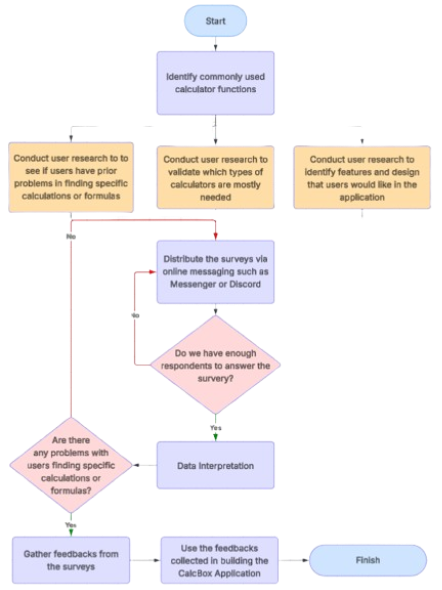 Start
Identify commonly used
calculator functions
Conduct user research to to
see if users have prior
problems in finding specific
calculations or formulas
Conduct user research to
validate which types of
calculators are mostly
needed
Conduct user research to
identify features and design
that users would like in the
application
No
Distribute the surveys via
online messaging such as
Messenger or Discord
No
Do we have enough
respondents to answer the
survery?
Yes
Are there
any problems with
users finding specific
calculations or
formulas?
Data Interpretation
Yes
Gather feedbacks from
the surveys
Use the feedbacks
collected in building the
CalcBox Application
Finish